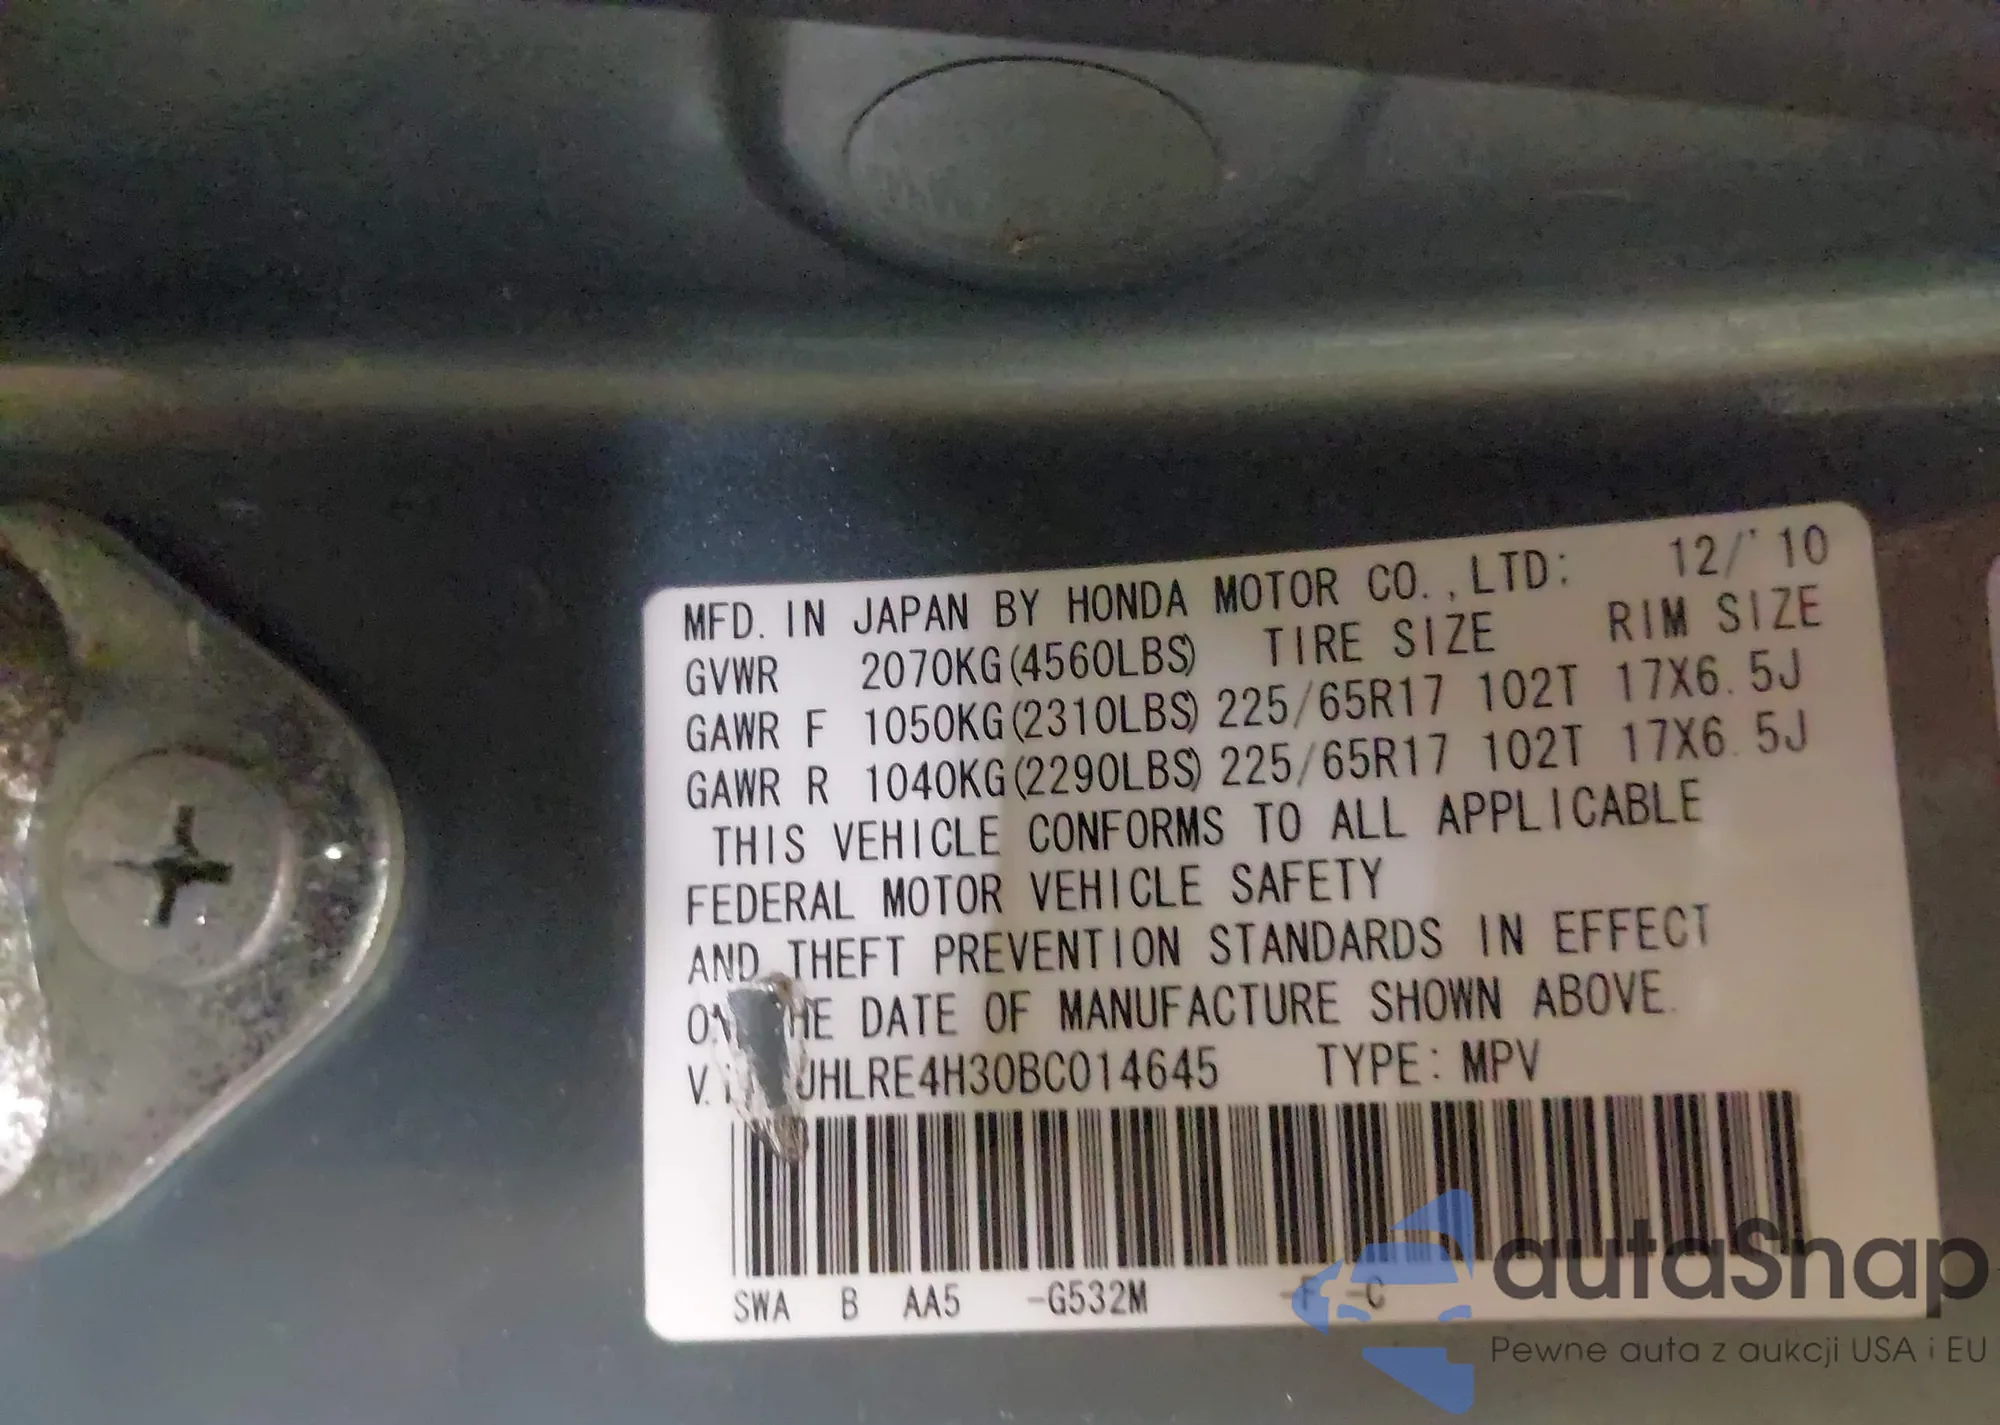 MFD. IN JAPAN BY HONDA MOTOR CO.,LTD: 12/'10
GVWR 2070KG(4560LBS) TIRE SIZE RIM SIZE
GAWR F 1050KG(2310LBS) 225/65R17 102T 17X6.5J
GAWR R 1040KG(2290LBS) 225/65R17 102T 17X6.5J
THIS VEHICLE CONFORMS TO ALL APPLICABLE
FEDERAL MOTOR VEHICLE SAFETY
AND THEFT PREVENTION STANDARDS IN EFFECT
ON THE DATE OF MANUFACTURE SHOWN ABOVE.
JHLRE4H30BC014645 TYPE: MPV
SWA B AA5 -G532M -F -C
autaSnap
Pewne auta z aukcji USA i EU